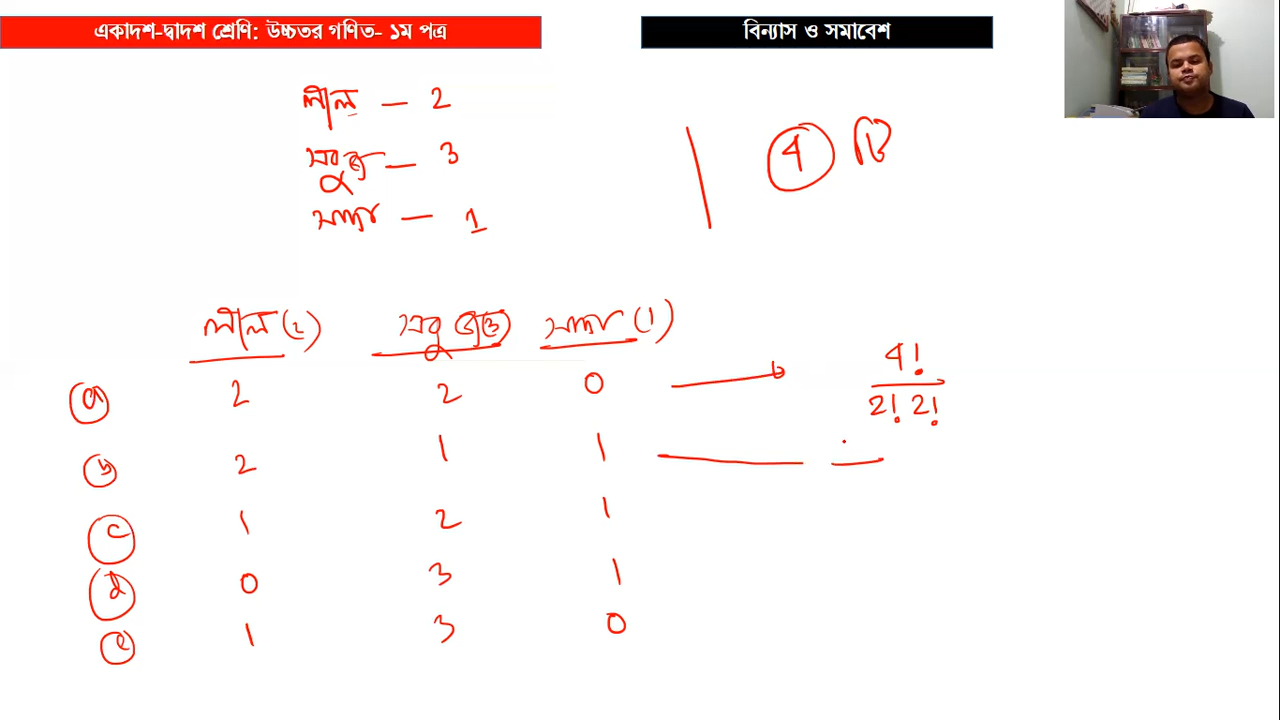 একাদশ-দ্বাদশ শ্রেণি: উচ্চতর গণিত- ১ম পত্র
বিন্যাস ও সমাবেশ
লাল — 2
সবুজ — 3
সাদা — 1
4 টি
লাল (2) সবুজ (3) সাদা (1)
a 2 2 0 → 4! / 2! 2!
b 2 1 1 —
c 1 2 1
d 0 3 1
e 1 3 0